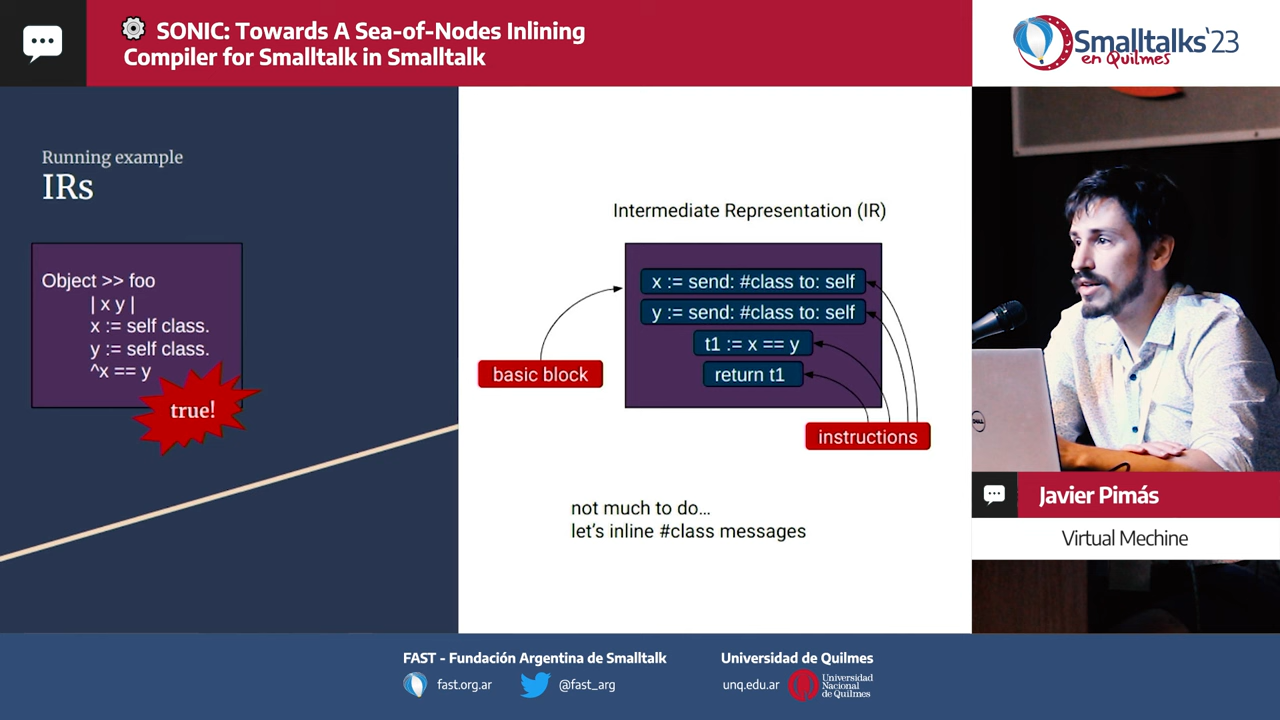 SONIC: Towards A Sea-of-Nodes Inlining
Compiler for Smalltalk in Smalltalk
Smalltalks'23
en Quilmes
Running example
IRs
Object >> foo
| x y |
x := self class.
y := self class.
^x == y
true!
Intermediate Representation (IR)
x := send: #class to: self
y := send: #class to: self
t1 := x == y
return t1
basic block
instructions
not much to do…
let's inline #class messages
DELL
Javier Pimás
Virtual Mechine
FAST - Fundación Argentina de Smalltalk
fast.org.ar
@fast_arg
Universidad de Quilmes
unq.edu.ar
Universidad
Nacional
de Quilmes